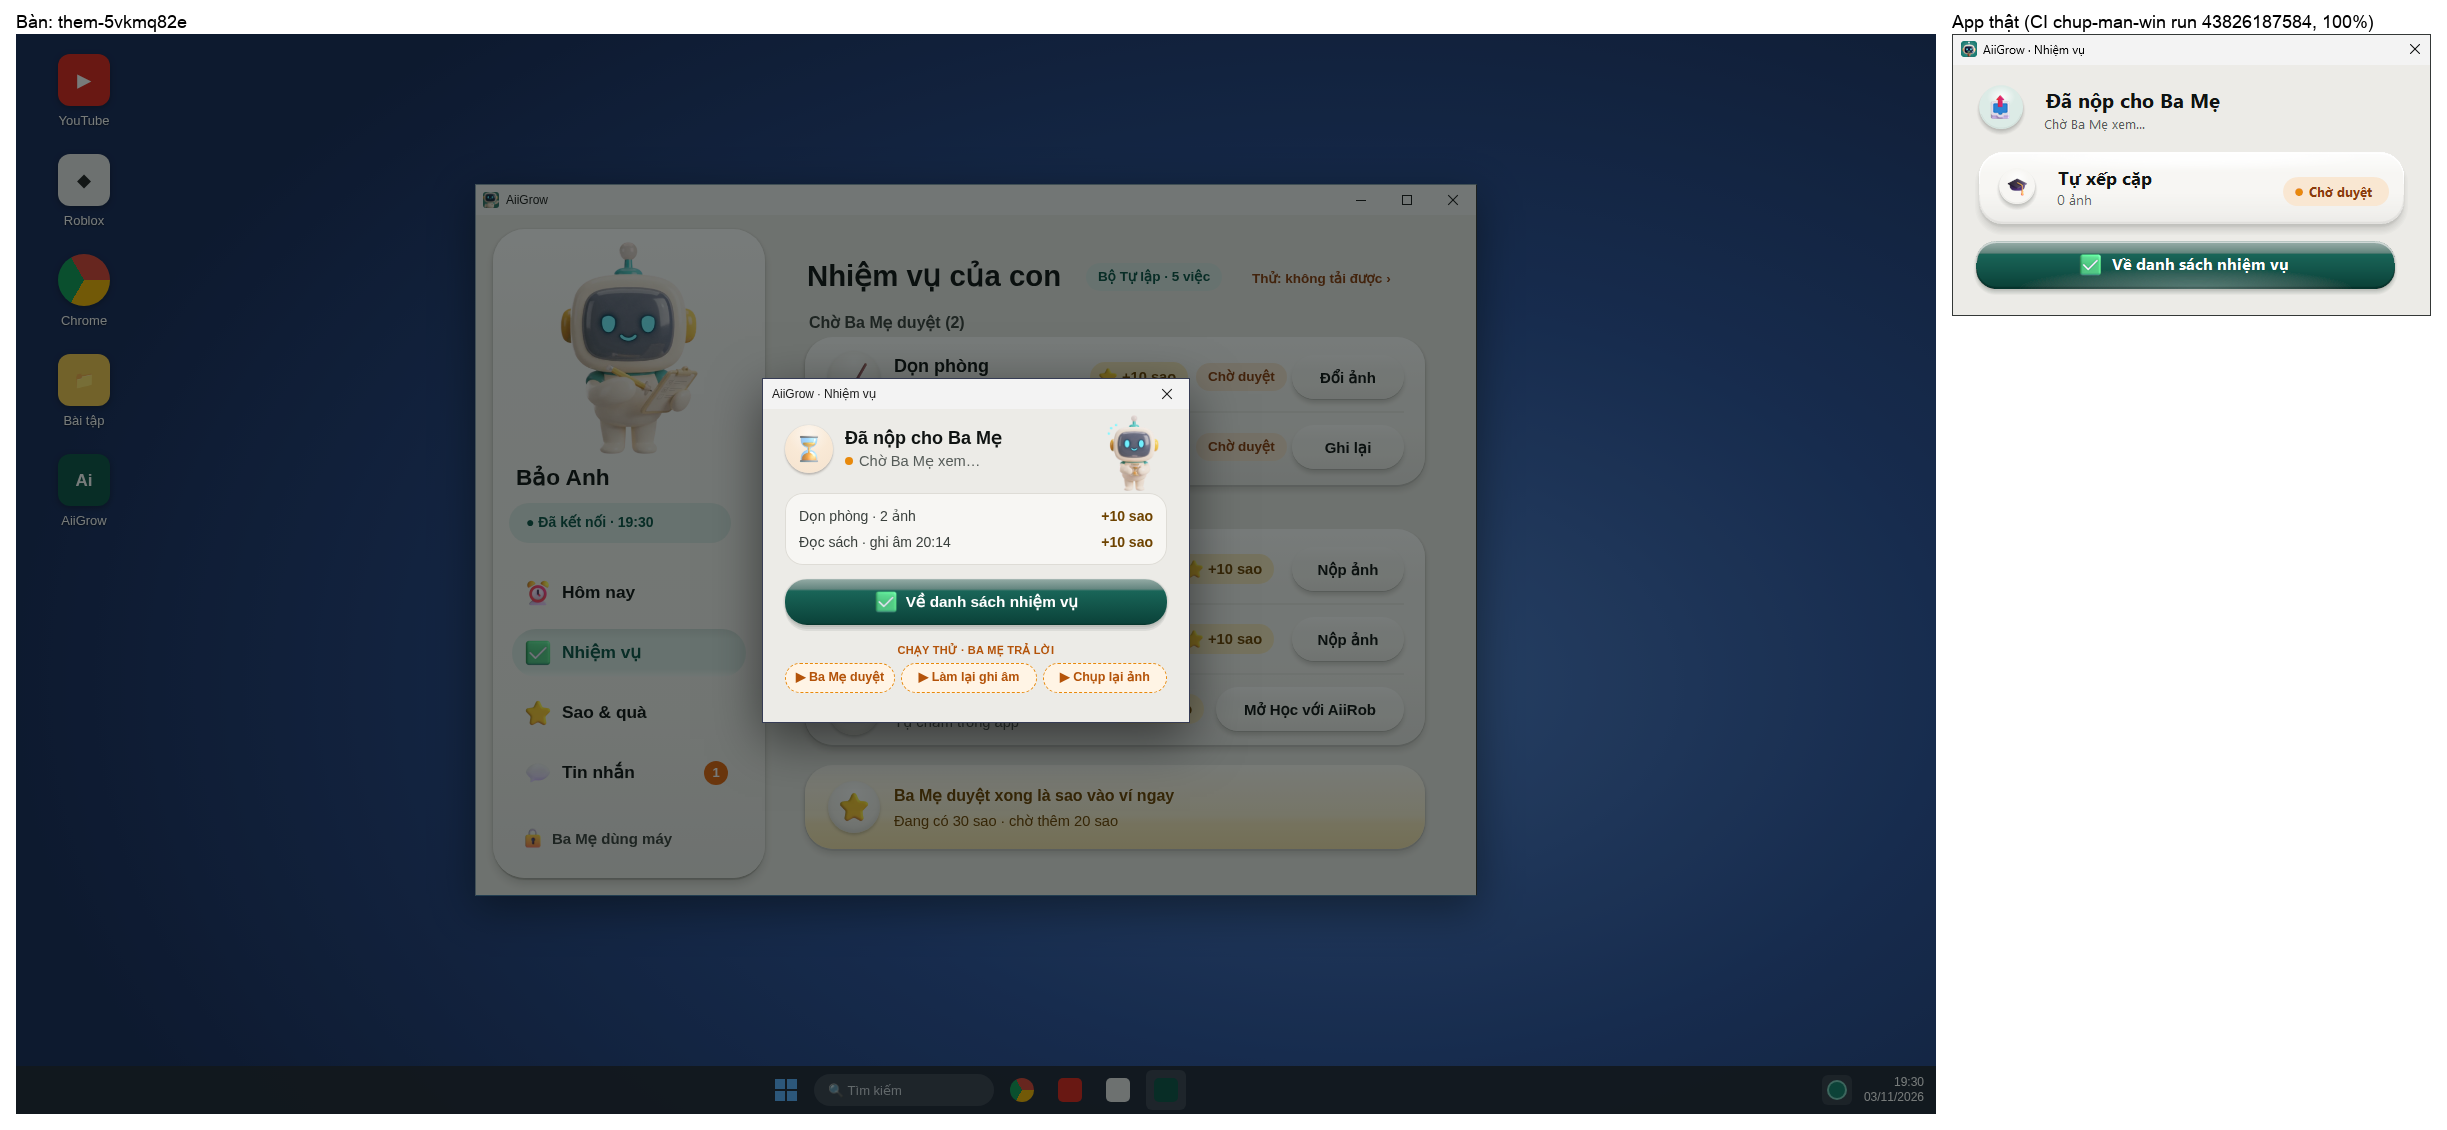 Bàn: them-5vkmq82e
YouTube
Roblox
Chrome
Bài tập
Ai
AiiGrow
AiiGrow
Bảo Anh
● Đã kết nối · 19:30
Hôm nay
Nhiệm vụ
Sao & quà
Tin nhắn
1
Ba Mẹ dùng máy
Nhiệm vụ của con
Bộ Tự lập · 5 việc
Thử: không tải được ›
Chờ Ba Mẹ duyệt (2)
Dọn phòng
+10 sao
Chờ duyệt
Đổi ảnh
Chờ duyệt
Ghi lại
+10 sao
Nộp ảnh
+10 sao
Nộp ảnh
Tự chấm trong app
Mở Học với AiiRob
Ba Mẹ duyệt xong là sao vào ví ngay
Đang có 30 sao · chờ thêm 20 sao
AiiGrow · Nhiệm vụ
Đã nộp cho Ba Mẹ
Chờ Ba Mẹ xem…
Dọn phòng · 2 ảnh
+10 sao
Đọc sách · ghi âm 20:14
+10 sao
Về danh sách nhiệm vụ
CHẠY THỬ · BA MẸ TRẢ LỜI
▶ Ba Mẹ duyệt
▶ Làm lại ghi âm
▶ Chụp lại ảnh
Tìm kiếm
19:30
03/11/2026
App thật (CI chup-man-win run 43826187584, 100%)
AiiGrow · Nhiệm vụ
Đã nộp cho Ba Mẹ
Chờ Ba Mẹ xem...
Tự xếp cặp
0 ảnh
Chờ duyệt
Về danh sách nhiệm vụ